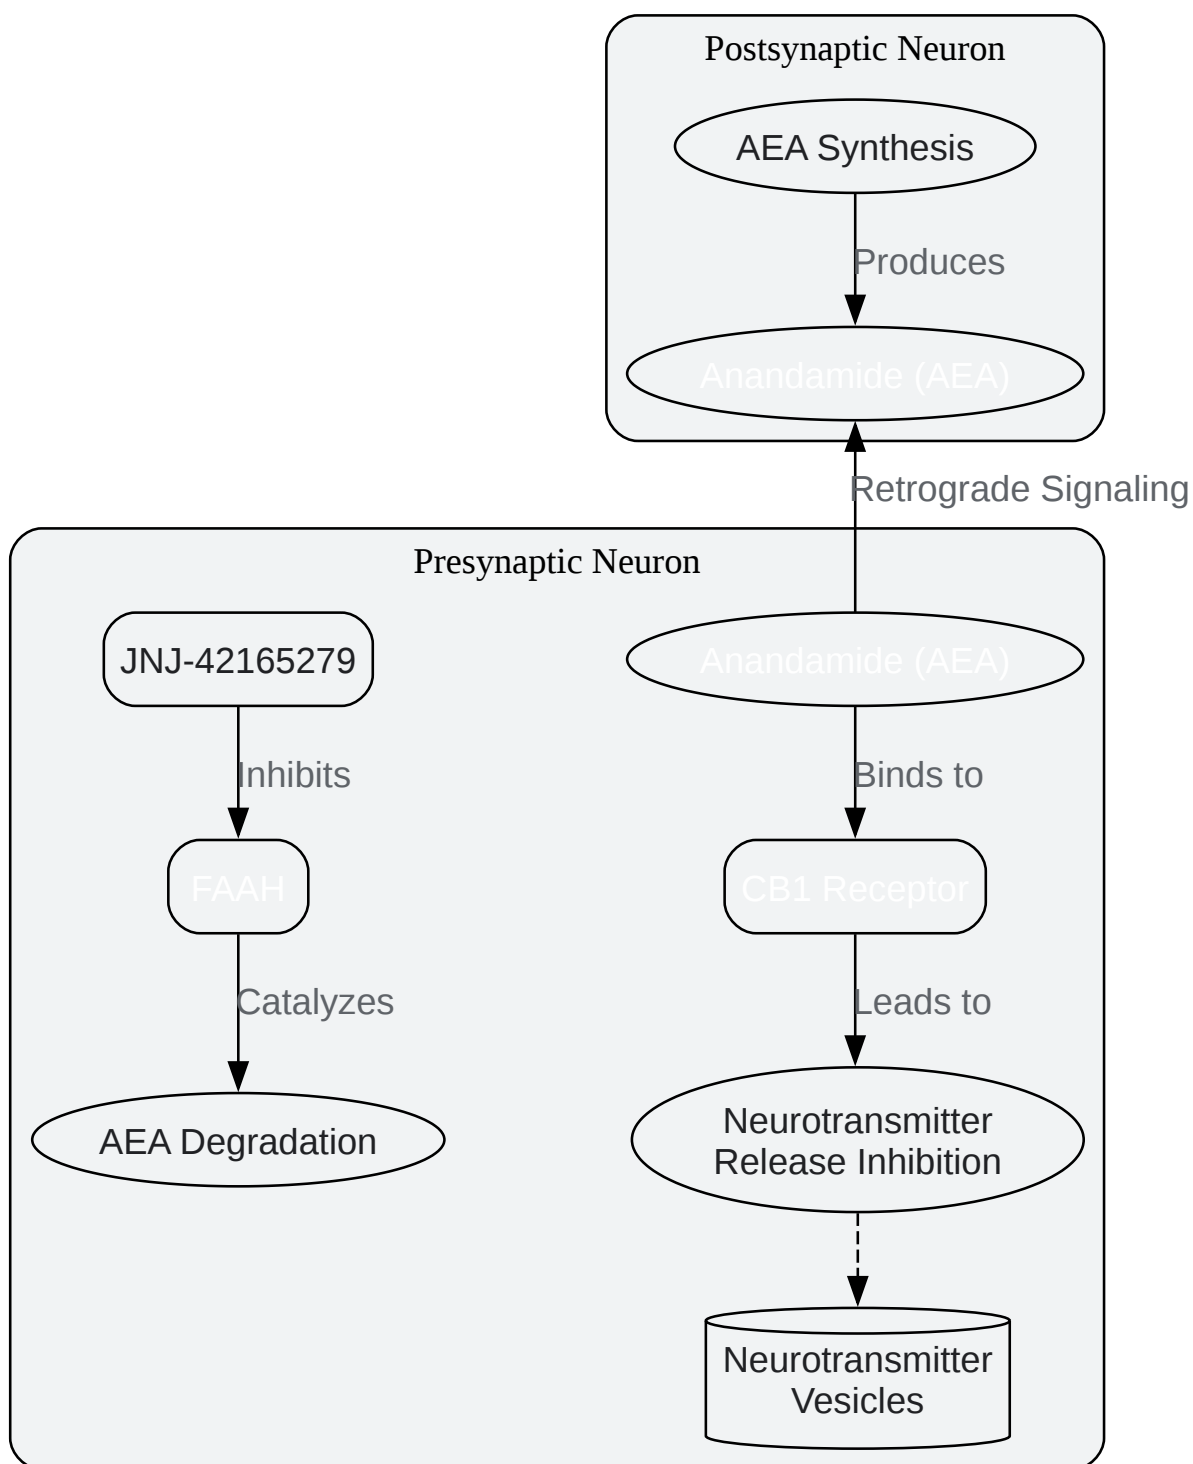 Postsynaptic Neuron
AEA Synthesis
Produces
Anandamide (AEA)
Retrograde Signaling
Presynaptic Neuron
JNJ-42165279
Anandamide (AEA)
Inhibits
Binds to
FAAH
CB1 Receptor
Catalyzes
Leads to
AEA Degradation
Neurotransmitter
Release Inhibition
Neurotransmitter
Vesicles